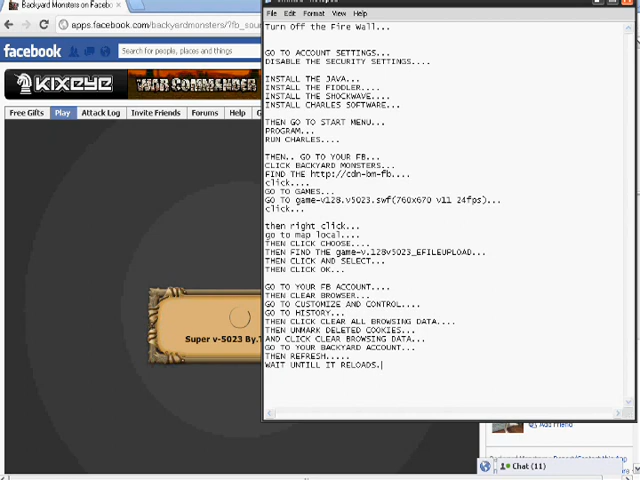 Backyard Monsters on Facebo
apps.facebook.com/backyardmonsters/?fb_sou
facebook
Search for people, places and things
KIXEYE
WAR COMMANDER
Free Gifts Play Attack Log Invite Friends Forums Help
Super v-5023 By.T
File Edit Format View Help
Turn Off the Fire Wall...
GO TO ACCOUNT SETTINGS...
DISABLE THE SECURITY SETTINGS....
INSTALL THE JAVA...
INSTALL THE FIDDLER....
INSTALL THE SHOCKWAVE....
INSTALL CHARLES SOFTWARE...
THEN GO TO START MENU...
PROGRAM...
RUN CHARLES....
THEN.. GO TO YOUR FB...
CLICK BACKYARD MONSTERS...
FIND THE http://cdn-bm-fb....
click....
GO TO GAMES...
GO TO game-v128.v5023.swf(760x670 v11 24fps)...
click...
then right click...
go to map local....
THEN CLICK CHOOSE....
THEN FIND THE game-v.128v5023_EFILEUPLOAD...
THEN CLICK AND SELECT...
THEN CLICK OK...
GO TO YOUR FB ACCOUNT....
THEN CLEAR BROWSER...
GO TO CUSTOMIZE AND CONTROL....
GO TO HISTORY...
THEN CLICK CLEAR ALL BROWSING DATA....
THEN UNMARK DELETED COOKIES...
AND CLICK CLEAR BROWSING DATA...
GO TO YOUR BACKYARD ACCOUNT...
THEN REFRESH.....
WAIT UNTILL IT RELOADS.
Add Friend
Chat (11)